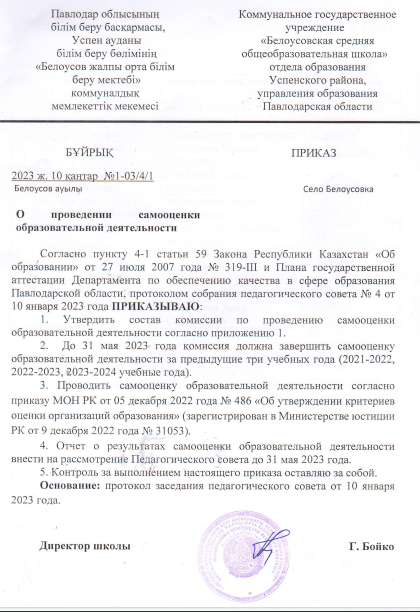 Павлодар облысының
білім беру басқармасы,
Успен ауданы
білім беру бөлімінің
«Белоусов жалпы орта білім
беру мектебі»
коммуналдык
мемлекеттік мекемесі
Коммунальное государственное
учреждение
«Белоусовская средняя
общеобразовательная школа»
отдела образования
Успенского района,
управления образования
Павлодарской области
БҰЙРЫҚ ПРИКАЗ
2023 ж. 10 қаңтар №1-03/4/1
Белоусов ауылы Село Белоусовка
О проведении самооценки
образовательной деятельности
Согласно пункту 4-1 статьи 59 Закона Республики Казахстан «Об
образовании» от 27 июля 2007 года № 319-III и Плана государственной
аттестации Департамента по обеспечению качества в сфере образования
Павлодарской области, протоколом собрания педагогического совета № 4 от
10 января 2023 года ПРИКАЗЫВАЮ:
1. Утвердить состав комиссии по проведению самооценки
образовательной деятельности согласно приложению 1.
2. До 31 мая 2023 года комиссия должна завершить самооценку
образовательной деятельности за предыдущие три учебных года (2021-2022,
2022-2023, 2023-2024 учебные года).
3. Проводить самооценку образовательной деятельности согласно
приказу МОН РК от 05 декабря 2022 года № 486 «Об утверждении критериев
оценки организаций образования» (зарегистрирован в Министерстве юстиции
РК от 9 декабря 2022 года № 31053).
4. Отчет о результатах самооценки образовательной деятельности
внести на рассмотрение Педагогического совета до 31 мая 2023 года.
5. Контроль за выполнением настоящего приказа оставляю за собой.
Основание: протокол заседания педагогического совета от 10 января
2023 года.
Директор школы Г. Бойко